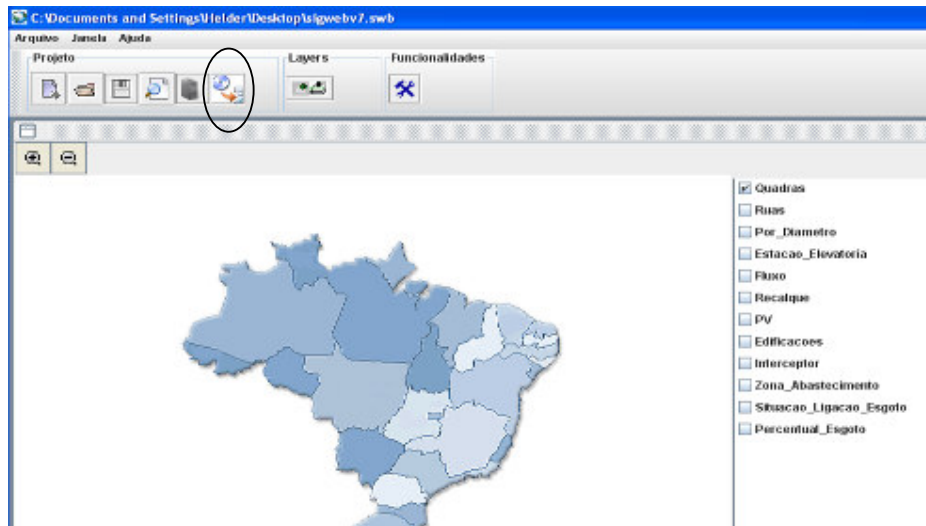 C:\Documents and Settings\Helder\Desktop\sigwebv7.swb
Arquivo Janela Ajuda
Projeto Layers Funcionalidades
Quadras
Ruas
Por_Diametro
Estacao_Elevatoria
Fluxo
Recalque
PV
Edificacoes
Interceptor
Zona_Abastecimento
Situacao_Ligacao_Esgoto
Percentual_Esgoto